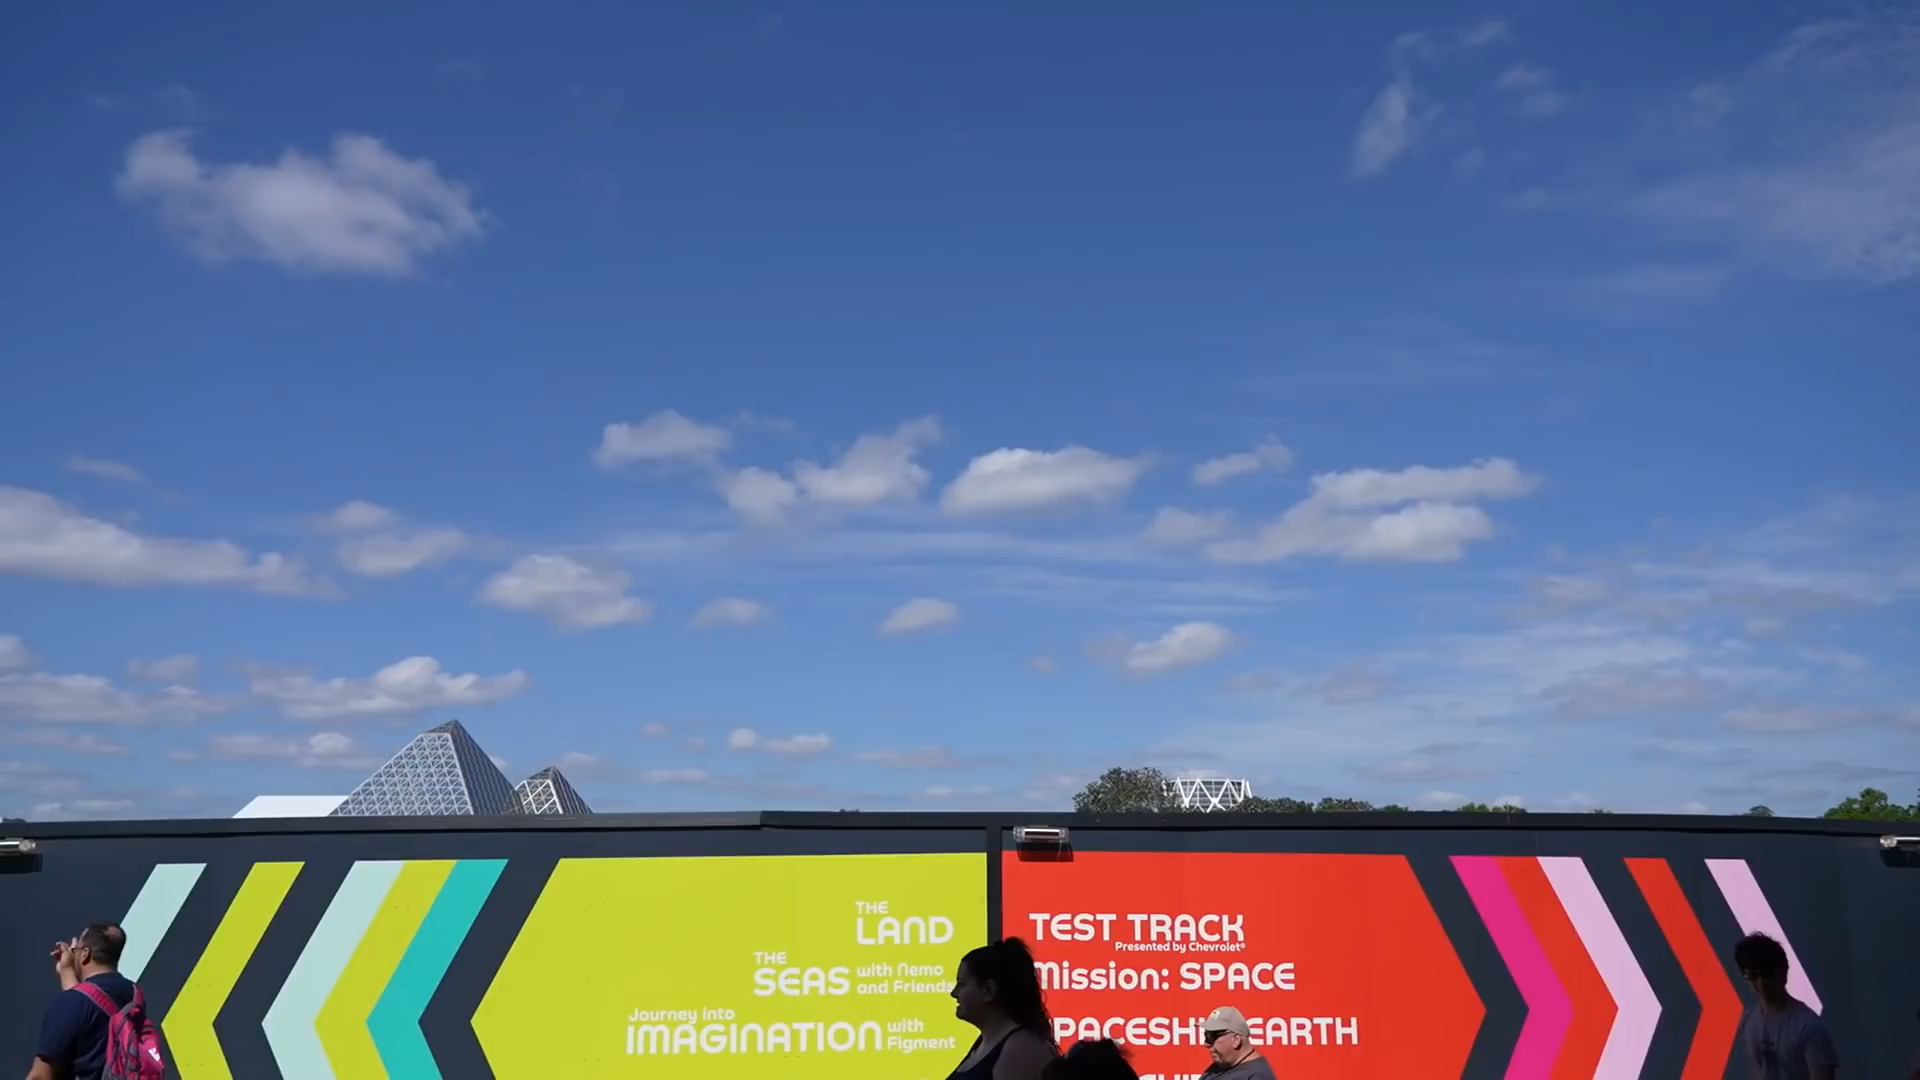 THE
LAND
THE
SEAS with Nemo
and Friends
Journey into
IMAGINATION with
Figment
TEST TRACK
Presented by Chevrolet®
Mission: SPACE
SPACESHIP EARTH